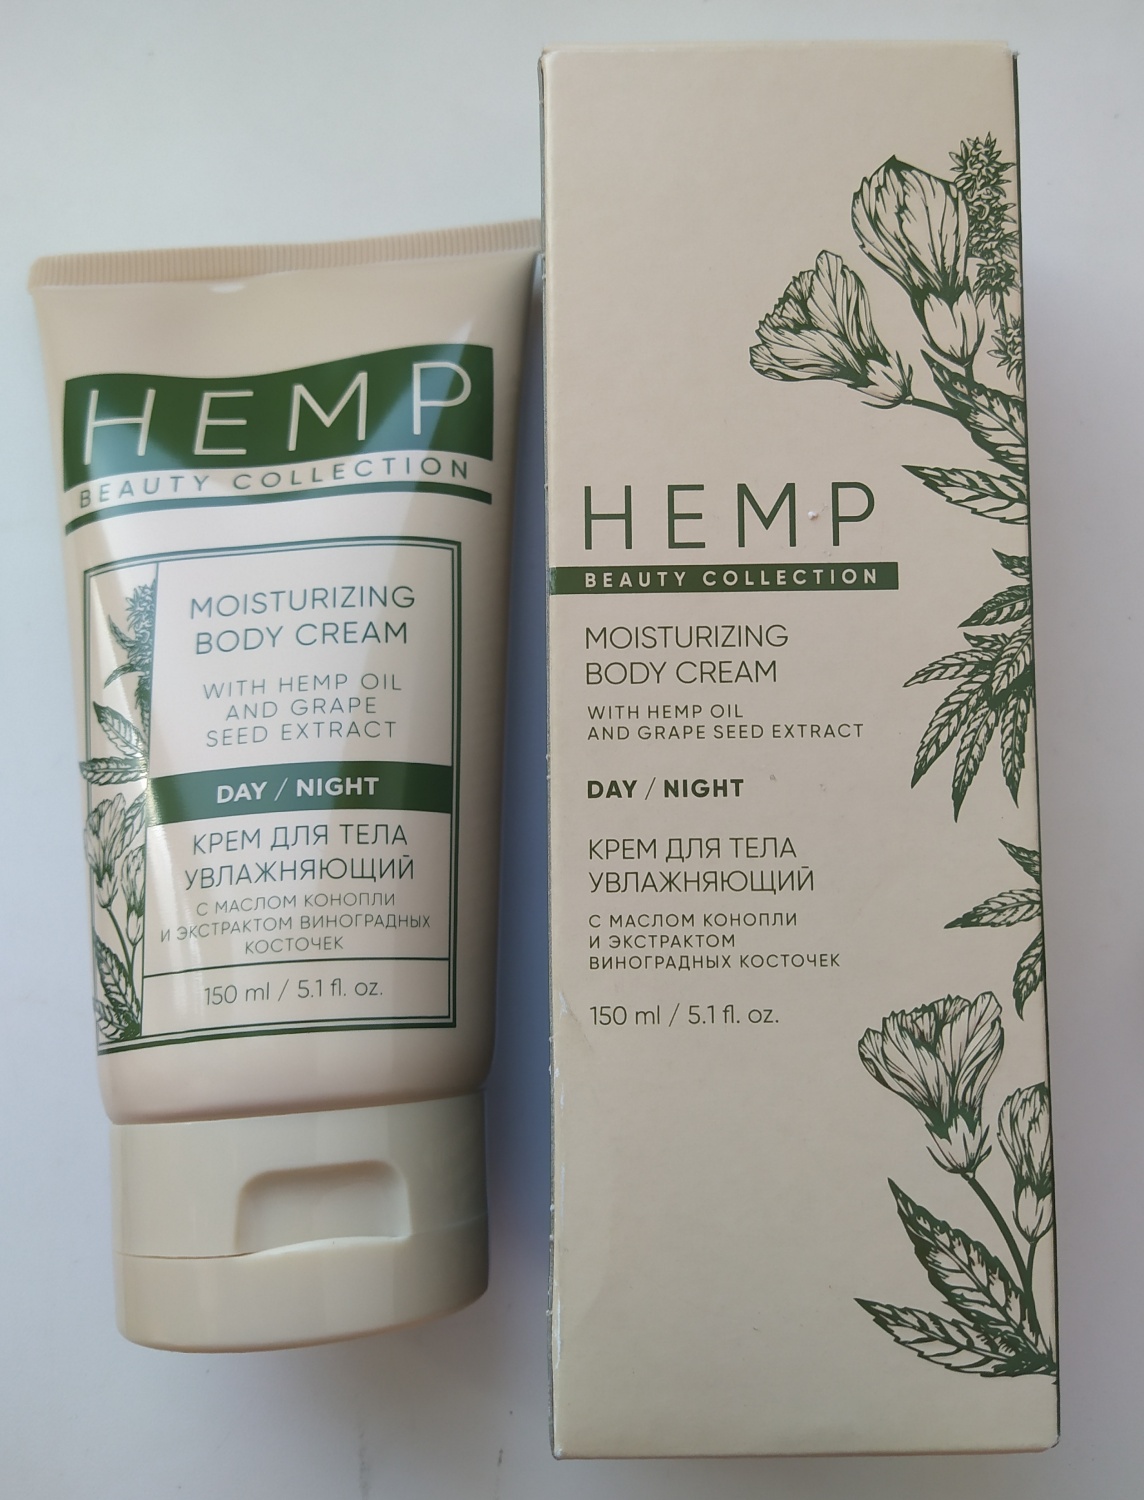 HEMP
BEAUTY COLLECTION
MOISTURIZING
BODY CREAM
WITH HEMP OIL
AND GRAPE
SEED EXTRACT
DAY / NIGHT
КРЕМ ДЛЯ ТЕЛА
УВЛАЖНЯЮЩИЙ
С МАСЛОМ КОНОПЛИ
И ЭКСТРАКТОМ ВИНОГРАДНЫХ
КОСТОЧЕК
150 ml / 5.1 fl. oz.
HEMP
BEAUTY COLLECTION
MOISTURIZING
BODY CREAM
WITH HEMP OIL
AND GRAPE SEED EXTRACT
DAY / NIGHT
КРЕМ ДЛЯ ТЕЛА
УВЛАЖНЯЮЩИЙ
С МАСЛОМ КОНОПЛИ
И ЭКСТРАКТОМ
ВИНОГРАДНЫХ КОСТОЧЕК
150 ml / 5.1 fl. oz.